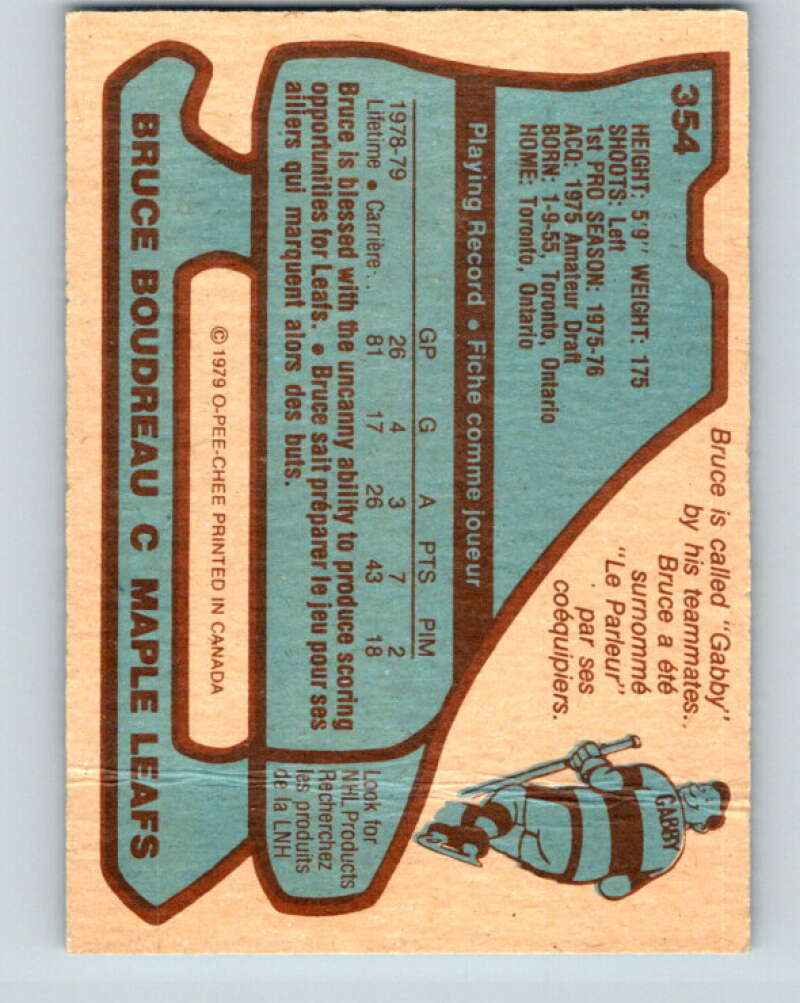 354
HEIGHT: 5'9" WEIGHT: 175
SHOOTS: Left
1st PRO SEASON: 1975-76
ACQ: 1975 Amateur Draft
BORN: 1-9-55, Toronto, Ontario
HOME: Toronto, Ontario
Bruce is called "Gabby"
by his teammates..
Bruce a été
surnommé
"Le Parleur"
par ses
coéquipiers.
GABBY
Playing Record • Fiche comme joueur
GP G A PTS PIM
1978-79 26 4 3 7 2
Lifetime • Carrière . . 81 17 26 43 18
Bruce is blessed with the uncanny ability to produce scoring
opportunities for Leafs. • Bruce sait préparer le jeu pour ses
ailiers qui marquent alors des buts.
Look for
NHL Products
Recherchez
les produits
de la LNH
© 1979 O-PEE-CHEE PRINTED IN CANADA
BRUCE BOUDREAU C MAPLE LEAFS